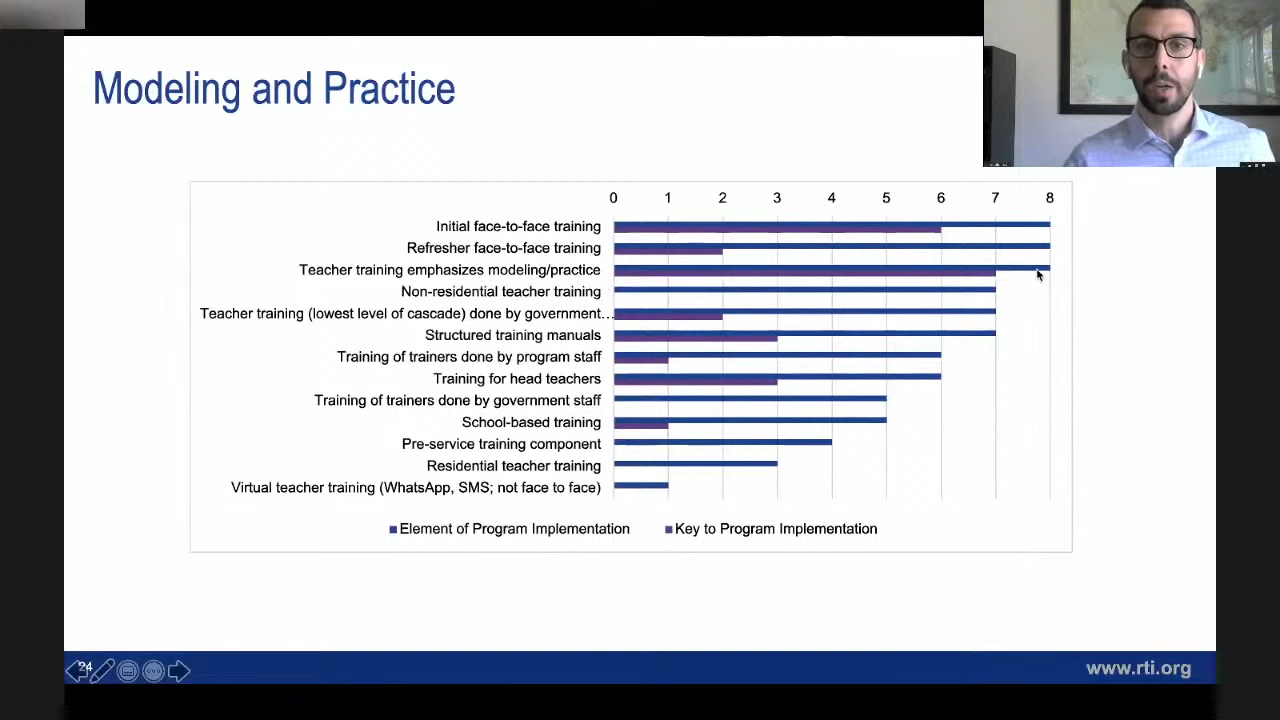 Modeling and Practice
0 1 2 3 4 5 6 7 8
Initial face-to-face training
Refresher face-to-face training
Teacher training emphasizes modeling/practice
Non-residential teacher training
Teacher training (lowest level of cascade) done by government…
Structured training manuals
Training of trainers done by program staff
Training for head teachers
Training of trainers done by government staff
School-based training
Pre-service training component
Residential teacher training
Virtual teacher training (WhatsApp, SMS; not face to face)
Element of Program Implementation Key to Program Implementation
24
www.rti.org